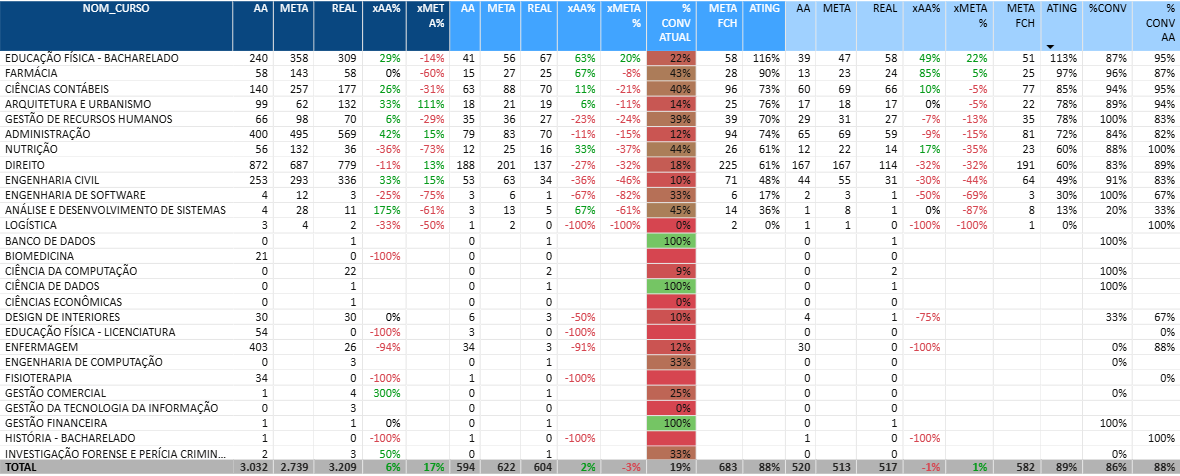 NOM_CURSO AA META REAL xAA% xMET A% AA META REAL xAA% xMETA % % CONV ATUAL META FCH ATING AA META REAL xAA% xMETA % META FCH ATING %CONV % CONV AA
EDUCAÇÃO FÍSICA - BACHARELADO 240 358 309 29% -14% 41 56 67 63% 20% 22% 58 116% 39 47 58 49% 22% 51 113% 87% 95%
FARMÁCIA 58 143 58 0% -60% 15 27 25 67% -8% 43% 28 90% 13 23 24 85% 5% 25 97% 96% 87%
CIÊNCIAS CONTÁBEIS 140 257 177 26% -31% 63 88 70 11% -21% 40% 96 73% 60 69 66 10% -5% 77 85% 94% 95%
ARQUITETURA E URBANISMO 99 62 132 33% 111% 18 21 19 6% -11% 14% 25 76% 17 18 17 0% -5% 22 78% 89% 94%
GESTÃO DE RECURSOS HUMANOS 66 98 70 6% -29% 35 36 27 -23% -24% 39% 39 70% 29 31 27 -7% -13% 35 78% 100% 83%
ADMINISTRAÇÃO 400 495 569 42% 15% 79 83 70 -11% -15% 12% 94 74% 65 69 59 -9% -15% 81 72% 84% 82%
NUTRIÇÃO 56 132 36 -36% -73% 12 25 16 33% -37% 44% 26 61% 12 22 14 17% -35% 23 60% 88% 100%
DIREITO 872 687 779 -11% 13% 188 201 137 -27% -32% 18% 225 61% 167 167 114 -32% -32% 191 60% 83% 89%
ENGENHARIA CIVIL 253 293 336 33% 15% 53 63 34 -36% -46% 10% 71 48% 44 55 31 -30% -44% 64 49% 91% 83%
ENGENHARIA DE SOFTWARE 4 12 3 -25% -75% 3 6 1 -67% -82% 33% 6 17% 2 3 1 -50% -69% 3 30% 100% 67%
ANÁLISE E DESENVOLVIMENTO DE SISTEMAS 4 28 11 175% -61% 3 13 5 67% -61% 45% 14 36% 1 8 1 0% -87% 8 13% 20% 33%
LOGÍSTICA 3 4 2 -33% -50% 1 2 0 -100% -100% 0% 2 0% 1 1 0 -100% -100% 1 0% 100%
BANCO DE DADOS 0 1 0 1 100% 0 1 100%
BIOMEDICINA 21 0 -100% 0 0
CIÊNCIA DA COMPUTAÇÃO 0 22 0 2 9% 0 2 100%
CIÊNCIA DE DADOS 0 1 0 1 100% 0 1 100%
CIÊNCIAS ECONÔMICAS 0 1 0 0% 0
DESIGN DE INTERIORES 30 30 0% 6 3 -50% 10% 4 1 -75% 33% 67%
EDUCAÇÃO FÍSICA - LICENCIATURA 54 0 -100% 3 0 -100% 0 0%
ENFERMAGEM 403 26 -94% 34 3 -91% 12% 30 0 -100% 0% 88%
ENGENHARIA DE COMPUTAÇÃO 0 3 0 1 33% 0 0 0%
FISIOTERAPIA 34 0 -100% 1 0 -100% 0 0%
GESTÃO COMERCIAL 1 4 300% 0 1 25% 0 0 0%
GESTÃO DA TECNOLOGIA DA INFORMAÇÃO 0 3 0 0% 0
GESTÃO FINANCEIRA 1 1 0% 0 1 100% 0 0 0%
HISTÓRIA - BACHARELADO 1 0 -100% 1 0 -100% 1 0 -100% 100%
INVESTIGAÇÃO FORENSE E PERÍCIA CRIMIN... 2 3 50% 0 1 33% 0 0 0%
TOTAL 3.032 2.739 3.209 6% 17% 594 622 604 2% -3% 19% 683 88% 520 513 517 -1% 1% 582 89% 86% 88%